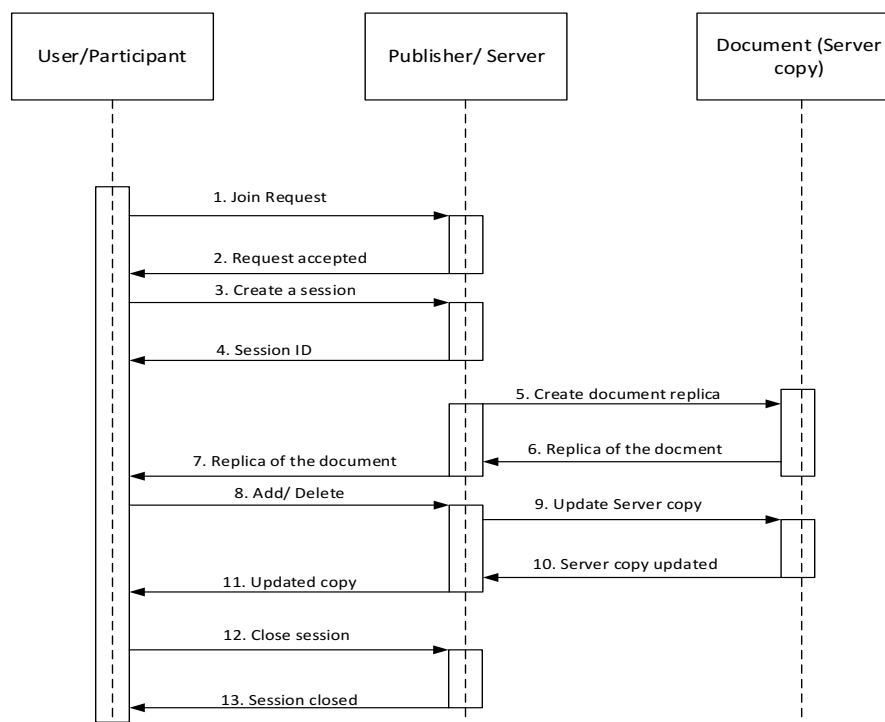 User/Participant
Publisher/ Server
Document (Server
copy)
1. Join Request
2. Request accepted
3. Create a session
4. Session ID
5. Create document replica
6. Replica of the docment
7. Replica of the document
8. Add/ Delete
9. Update Server copy
10. Server copy updated
11. Updated copy
12. Close session
13. Session closed